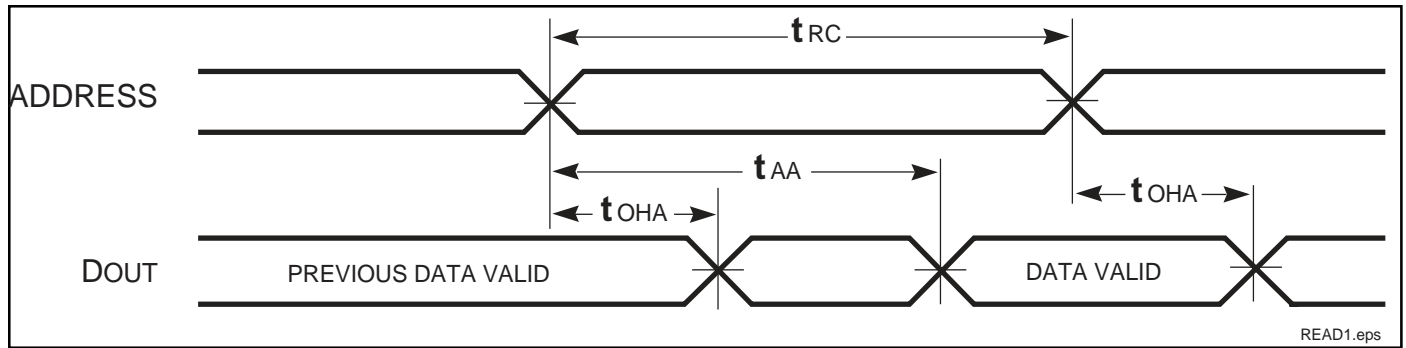 tRC
ADDRESS
tAA
tOHA
tOHA
DOUT
PREVIOUS DATA VALID
DATA VALID
READ1.eps